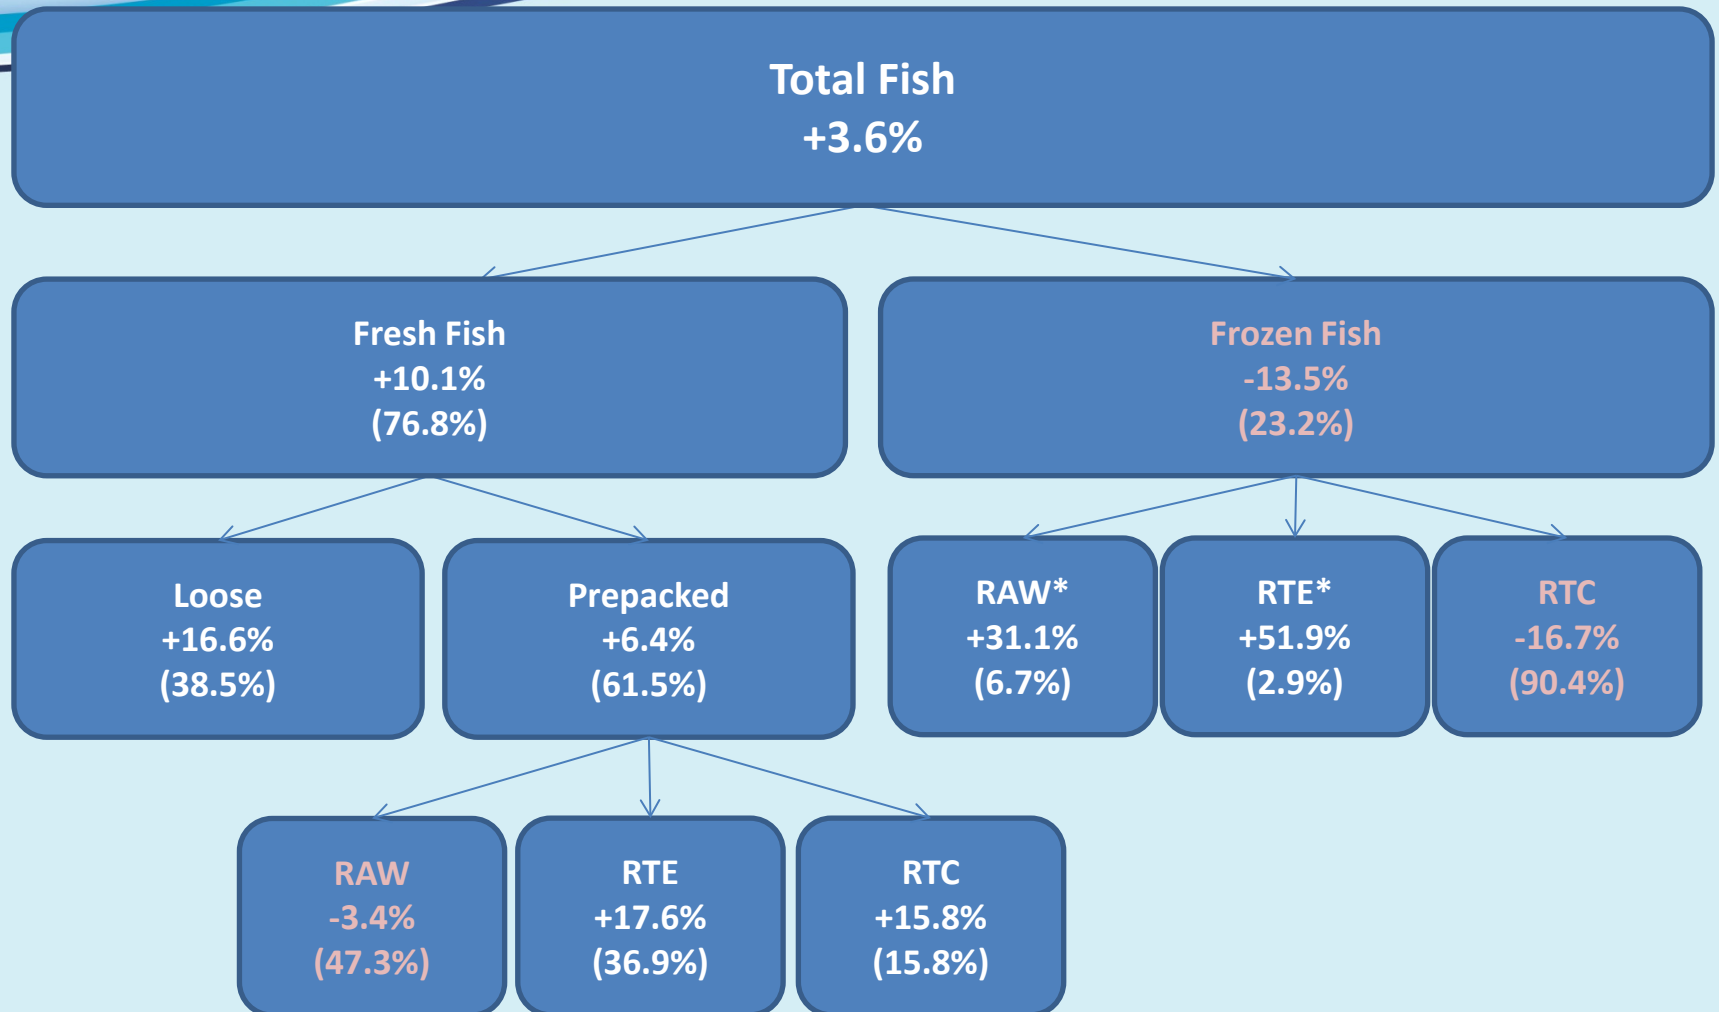 Total Fish
+3.6%
Fresh Fish
+10.1%
(76.8%)
Frozen Fish
-13.5%
(23.2%)
Loose
+16.6%
(38.5%)
Prepacked
+6.4%
(61.5%)
RAW*
+31.1%
(6.7%)
RTE*
+51.9%
(2.9%)
RTC
-16.7%
(90.4%)
RAW
-3.4%
(47.3%)
RTE
+17.6%
(36.9%)
RTC
+15.8%
(15.8%)